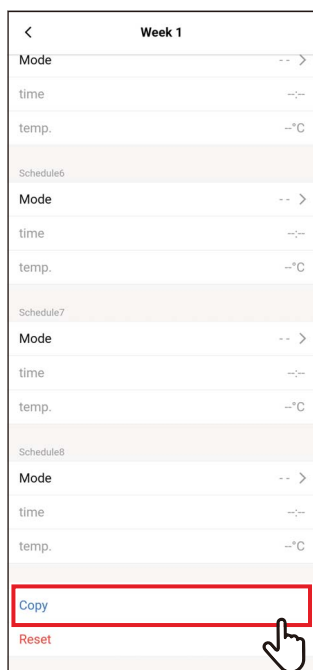 Week 1
Mode -- >
time --:--
temp. --°C
Schedule6
Mode -- >
time --:--
temp. --°C
Schedule7
Mode -- >
time --:--
temp. --°C
Schedule8
Mode -- >
time --:--
temp. --°C
Copy
Reset